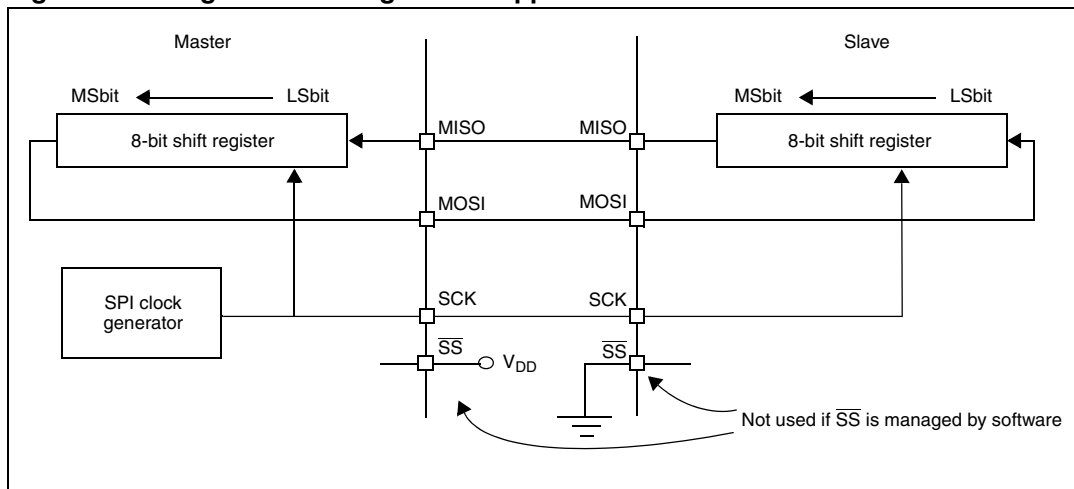 Master
Slave
MSbit
LSbit
MSbit
LSbit
8-bit shift register
MISO
MISO
8-bit shift register
MOSI
MOSI
SPI clock
generator
SCK
SCK
SS
VDD
SS
Not used if SS is managed by software